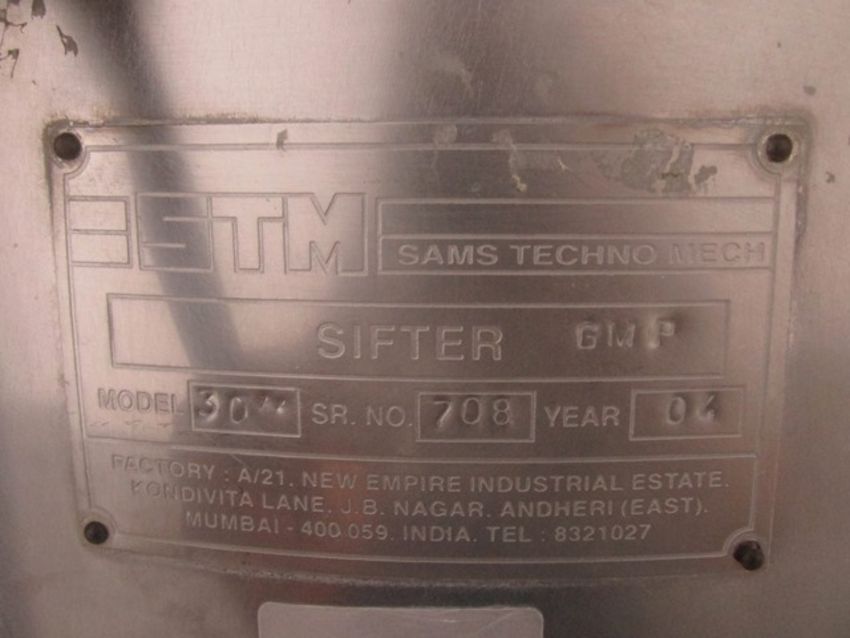 STM
SAMS TECHNO MECH
SIFTER GMP
MODEL 30" SR. NO. 708 YEAR 04
FACTORY : A/21, NEW EMPIRE INDUSTRIAL ESTATE,
KONDIVITA LANE, J.B. NAGAR, ANDHERI (EAST),
MUMBAI - 400 059. INDIA. TEL : 8321027